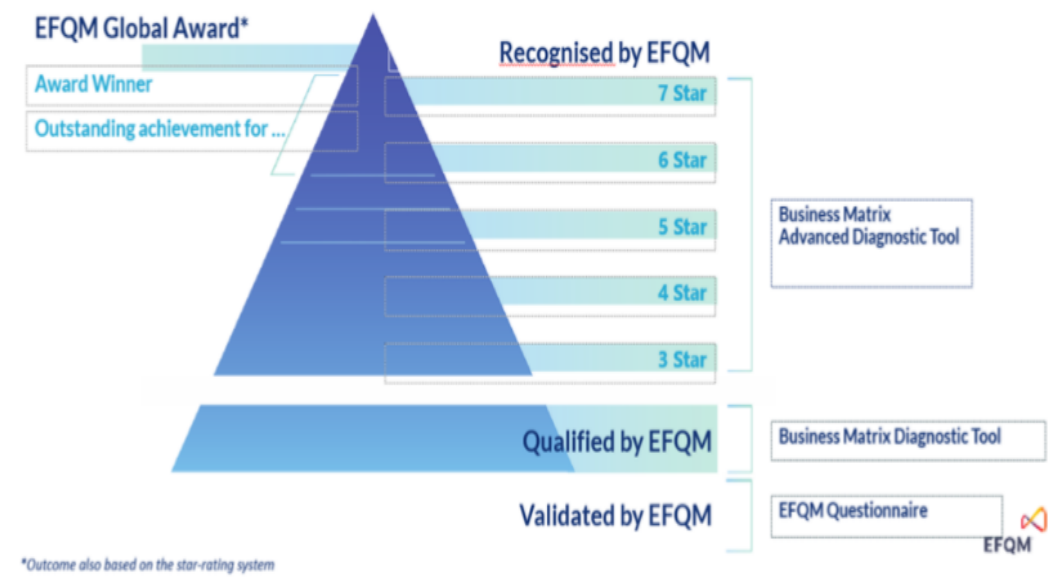 EFQM Global Award*
Award Winner
Outstanding achievement for ...
Recognised by EFQM
7 Star
6 Star
5 Star
4 Star
3 Star
Business Matrix
Advanced Diagnostic Tool
Qualified by EFQM
Business Matrix Diagnostic Tool
Validated by EFQM
EFQM Questionnaire
EFQM
*Outcome also based on the star-rating system